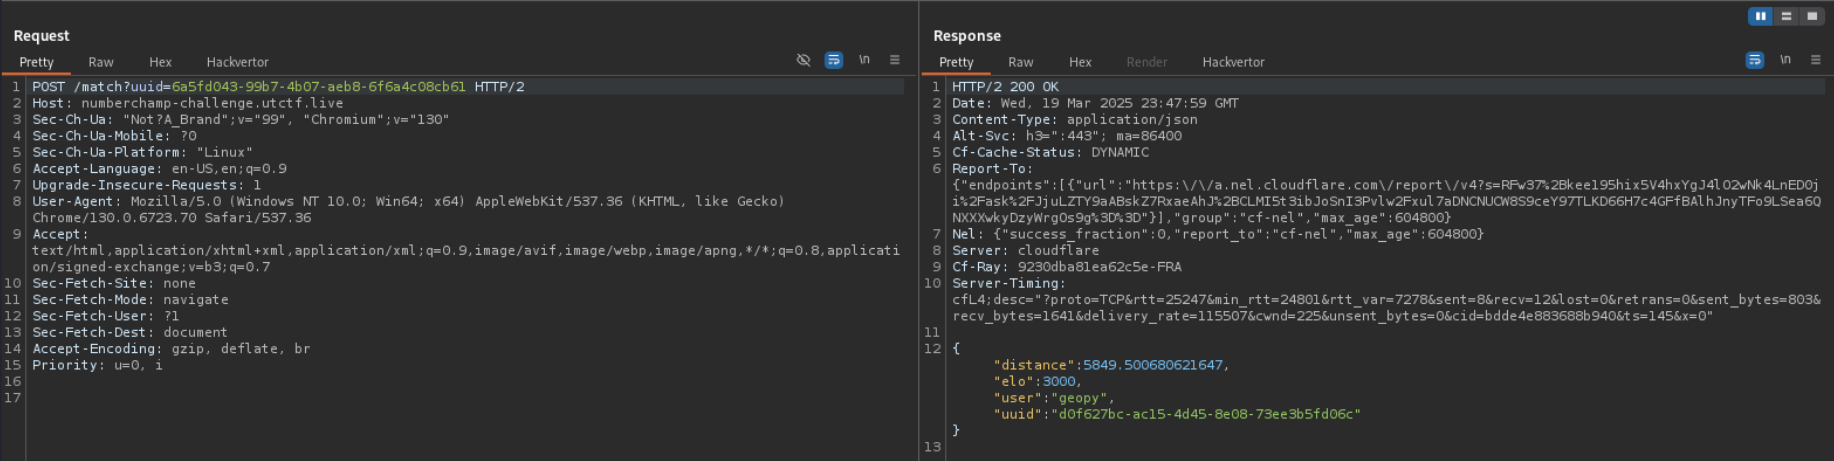 Request
Pretty Raw Hex Hackvertor \n
1 POST /match?uuid=6a5fd043-99b7-4b07-aeb8-6f6a4c08cb61 HTTP/2
2 Host: numberchamp-challenge.utctf.live
3 Sec-Ch-Ua: "Not?A_Brand";v="99", "Chromium";v="130"
4 Sec-Ch-Ua-Mobile: ?0
5 Sec-Ch-Ua-Platform: "Linux"
6 Accept-Language: en-US,en;q=0.9
7 Upgrade-Insecure-Requests: 1
8 User-Agent: Mozilla/5.0 (Windows NT 10.0; Win64; x64) AppleWebKit/537.36 (KHTML, like Gecko)
Chrome/130.0.6723.70 Safari/537.36
9 Accept:
text/html,application/xhtml+xml,application/xml;q=0.9,image/avif,image/webp,image/apng,*/*;q=0.8,applicati
on/signed-exchange;v=b3;q=0.7
10 Sec-Fetch-Site: none
11 Sec-Fetch-Mode: navigate
12 Sec-Fetch-User: ?1
13 Sec-Fetch-Dest: document
14 Accept-Encoding: gzip, deflate, br
15 Priority: u=0, i
16
17
Response
Pretty Raw Hex Render Hackvertor \n
1 HTTP/2 200 OK
2 Date: Wed, 19 Mar 2025 23:47:59 GMT
3 Content-Type: application/json
4 Alt-Svc: h3=":443"; ma=86400
5 Cf-Cache-Status: DYNAMIC
6 Report-To:
{"endpoints":[{"url":"https:\/\/a.nel.cloudflare.com\/report\/v4?s=RFw37%2Bkee195hix5V4hxYgJ4lO2wNk4LnED0j
i%2Fask%2FJjuLZTY9aABskZ7RxaeAhJ%2BCLMI5t3ibJoSnI3Pvlw2Fxul7aDNCNUCW8S9ceY97TLKD66H7c4GFfBAlhJnyTFo9LSea6Q
NXXXwkyDzyWrgOs9g%3D%3D"}],"group":"cf-nel","max_age":604800}
7 Nel: {"success_fraction":0,"report_to":"cf-nel","max_age":604800}
8 Server: cloudflare
9 Cf-Ray: 9230dba81ea62c5e-FRA
10 Server-Timing:
cfL4;desc="?proto=TCP&rtt=25247&min_rtt=24801&rtt_var=7278&sent=8&recv=12&lost=0&retrans=0&sent_bytes=803&
recv_bytes=1641&delivery_rate=115507&cwnd=225&unsent_bytes=0&cid=bdde4e883688b940&ts=145&x=0"
11
12 {
"distance":5849.500680621647,
"elo":3000,
"user":"geopy",
"uuid":"d0f627bc-ac15-4d45-8e08-73ee3b5fd06c"
}
13